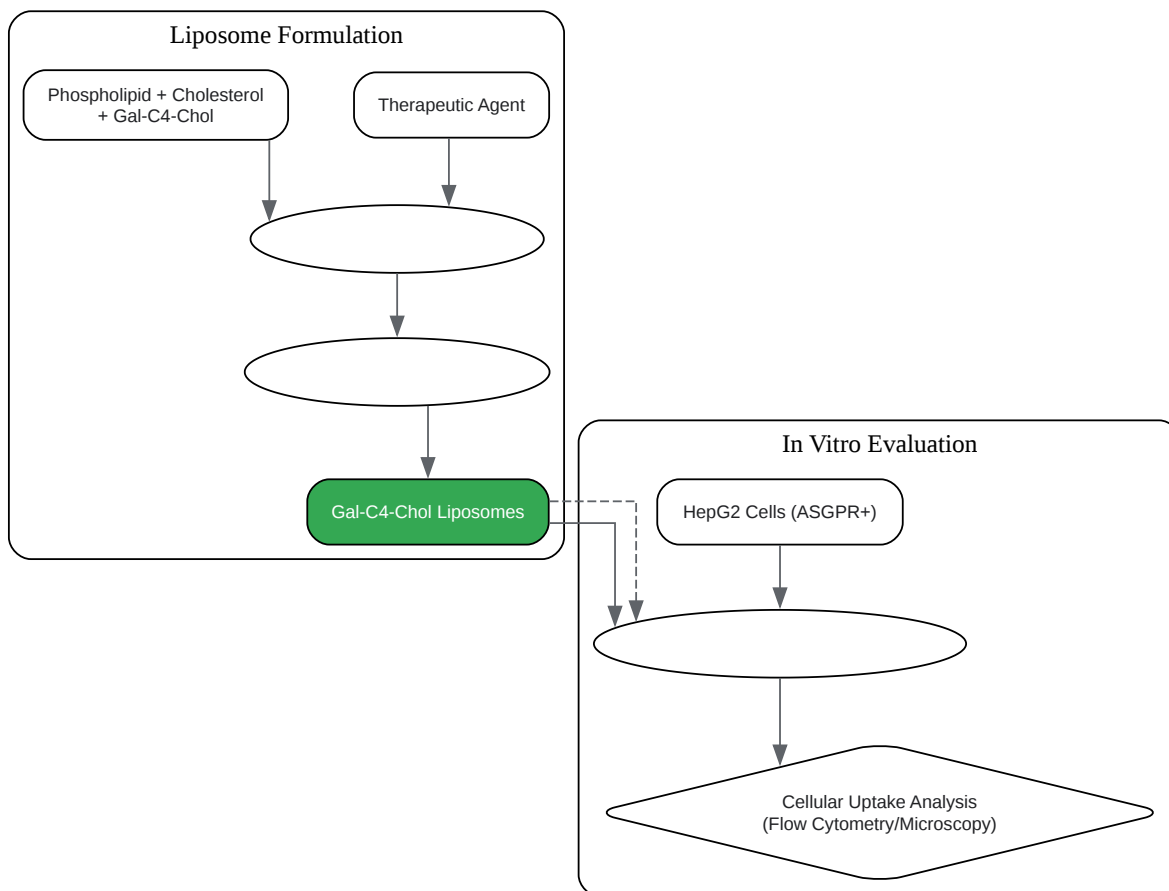 Liposome Formulation
Phospholipid + Cholesterol
+ Gal-C4-Chol
Therapeutic Agent
Gal-C4-Chol Liposomes
In Vitro Evaluation
HepG2 Cells (ASGPR+)
Cellular Uptake Analysis
(Flow Cytometry/Microscopy)